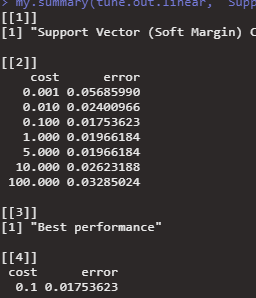 > my.summary(tune.out.linear, "Supp
[[1]]
[1] "Support Vector (Soft Margin) C
[[2]]
cost error
0.001 0.05685990
0.010 0.02400966
0.100 0.01753623
1.000 0.01966184
5.000 0.01966184
10.000 0.02623188
100.000 0.03285024
[[3]]
[1] "Best performance"
[[4]]
cost error
0.1 0.01753623